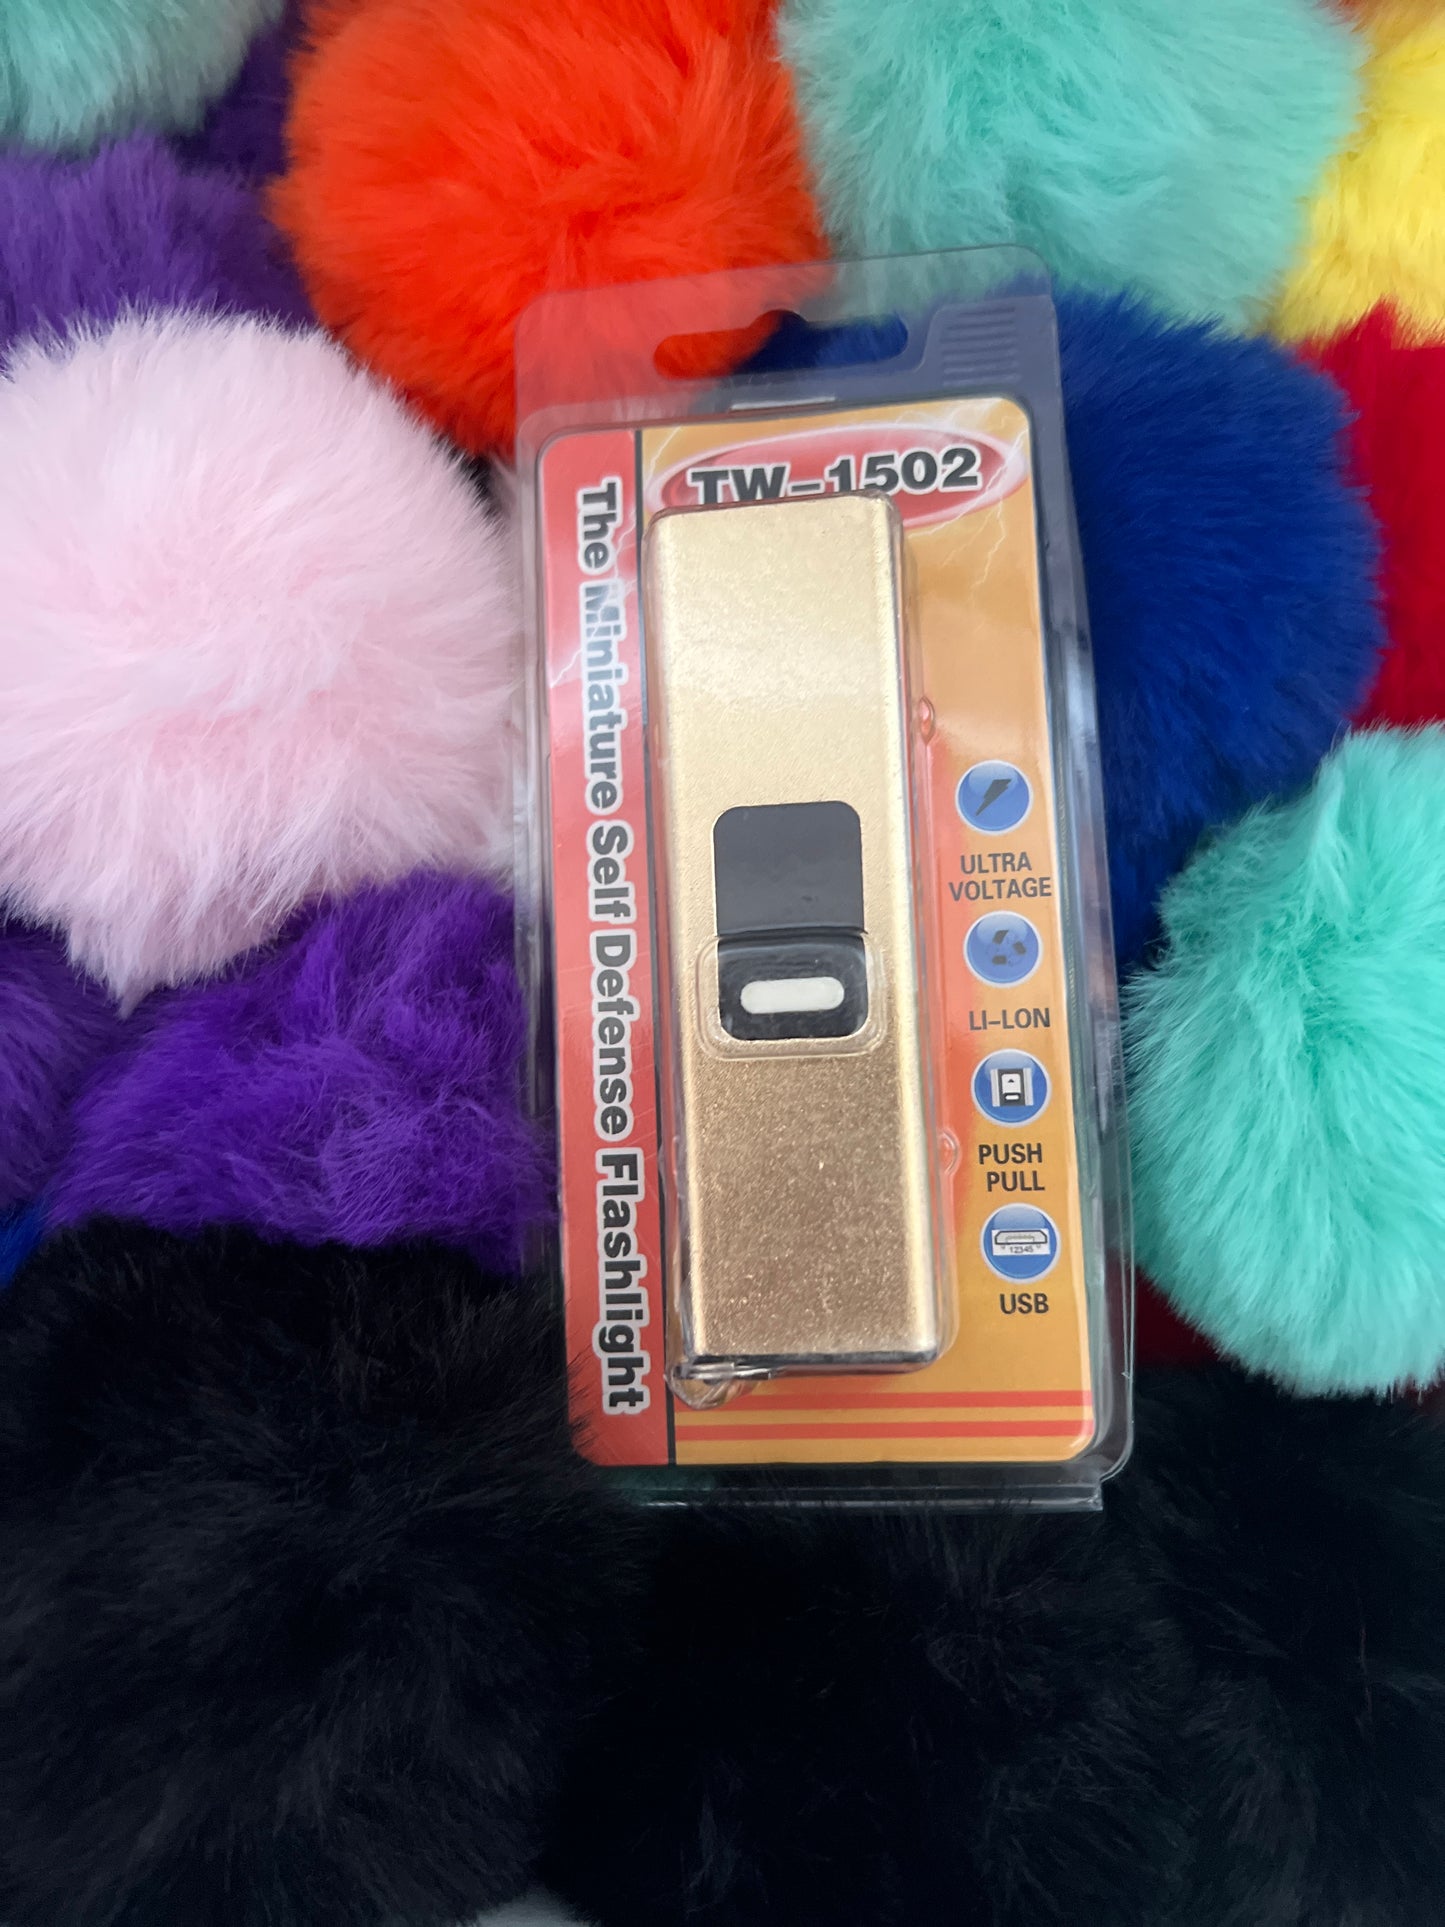 TW-1502
The Miniature Self Defense Flashlight
ULTRA
VOLTAGE
LI-LON
PUSH
PULL
12345
USB